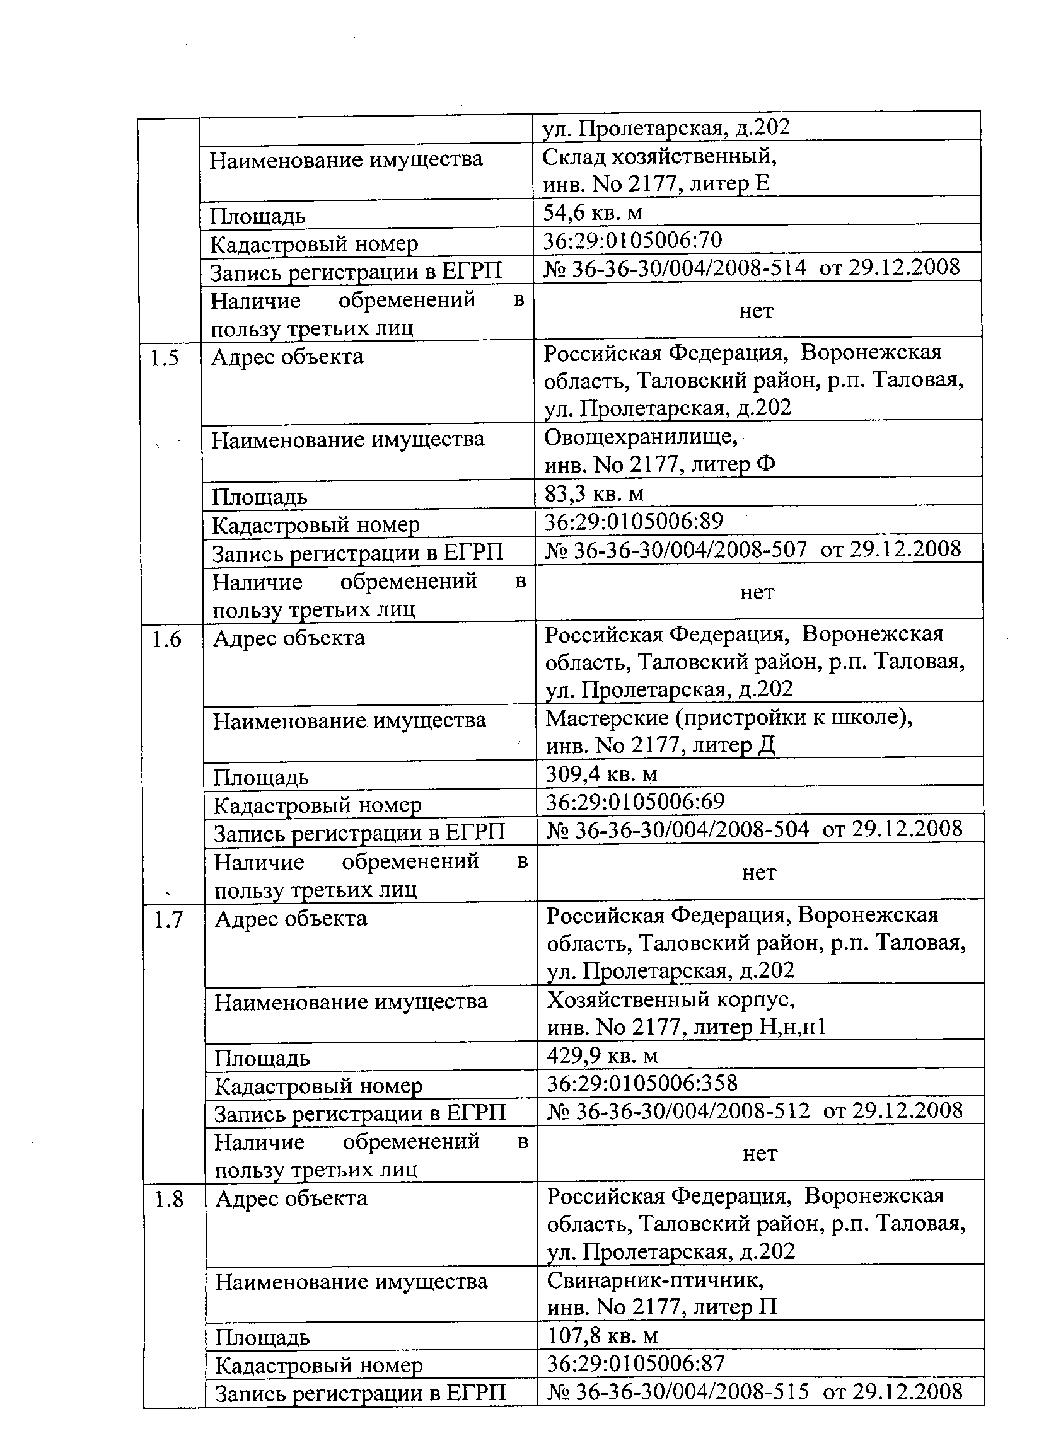 ул. Пролетарская, д.202
Наименование имущества Склад хозяйственный,
инв. No 2177, литер Е
Площадь 54,6 кв. м
Кадастровый номер 36:29:0105006:70
Запись регистрации в ЕГРП № 36-36-30/004/2008-514 от 29.12.2008
Наличие обременений в
пользу третьих лиц нет
1.5 Адрес объекта Российская Федерация, Воронежская
область, Таловский район, р.п. Таловая,
ул. Пролетарская, д.202
Наименование имущества Овощехранилище,
инв. No 2177, литер Ф
Площадь 83,3 кв. м
Кадастровый номер 36:29:0105006:89
Запись регистрации в ЕГРП № 36-36-30/004/2008-507 от 29.12.2008
Наличие обременений в
пользу третьих лиц нет
1.6 Адрес объекта Российская Федерация, Воронежская
область, Таловский район, р.п. Таловая,
ул. Пролетарская, д.202
Наименование имущества Мастерские (пристройки к школе),
инв. No 2177, литер Д
Площадь 309,4 кв. м
Кадастровый номер 36:29:0105006:69
Запись регистрации в ЕГРП № 36-36-30/004/2008-504 от 29.12.2008
Наличие обременений в
пользу третьих лиц нет
1.7 Адрес объекта Российская Федерация, Воронежская
область, Таловский район, р.п. Таловая,
ул. Пролетарская, д.202
Наименование имущества Хозяйственный корпус,
инв. No 2177, литер Н,н,н1
Площадь 429,9 кв. м
Кадастровый номер 36:29:0105006:358
Запись регистрации в ЕГРП № 36-36-30/004/2008-512 от 29.12.2008
Наличие обременений в
пользу третьих лиц нет
1.8 Адрес объекта Российская Федерация, Воронежская
область, Таловский район, р.п. Таловая,
ул. Пролетарская, д.202
Наименование имущества Свинарник-птичник,
инв. No 2177, литер П
Площадь 107,8 кв. м
Кадастровый номер 36:29:0105006:87
Запись регистрации в ЕГРП № 36-36-30/004/2008-515 от 29.12.2008